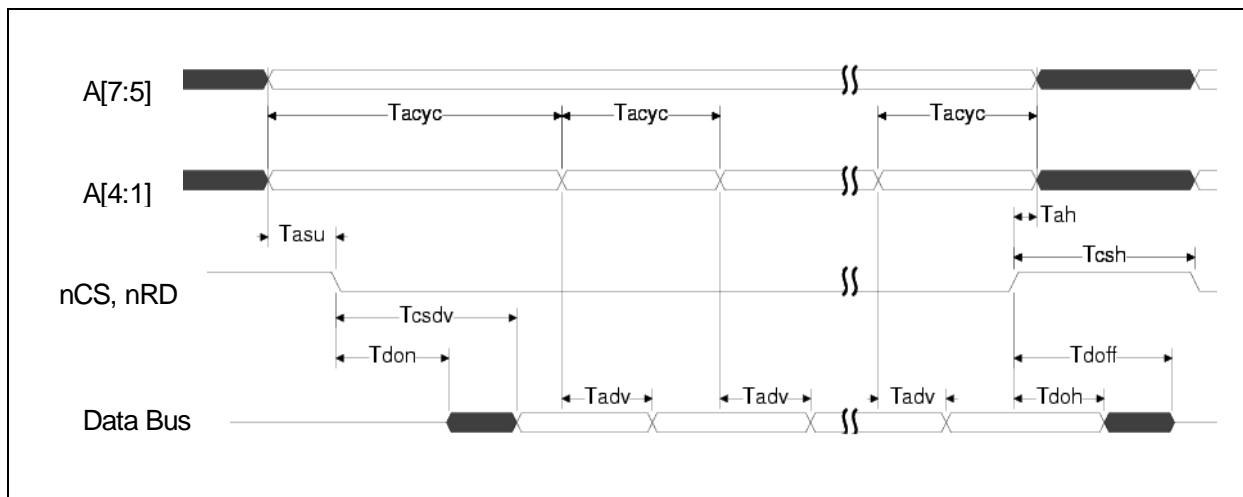 A[7:5]
Tacyc Tacyc Tacyc
A[4:1]
Tah
Tasu
Tcsh
nCS, nRD
Tcsdv
Tdon Tdoff
Tadv Tadv Tadv Tdoh
Data Bus